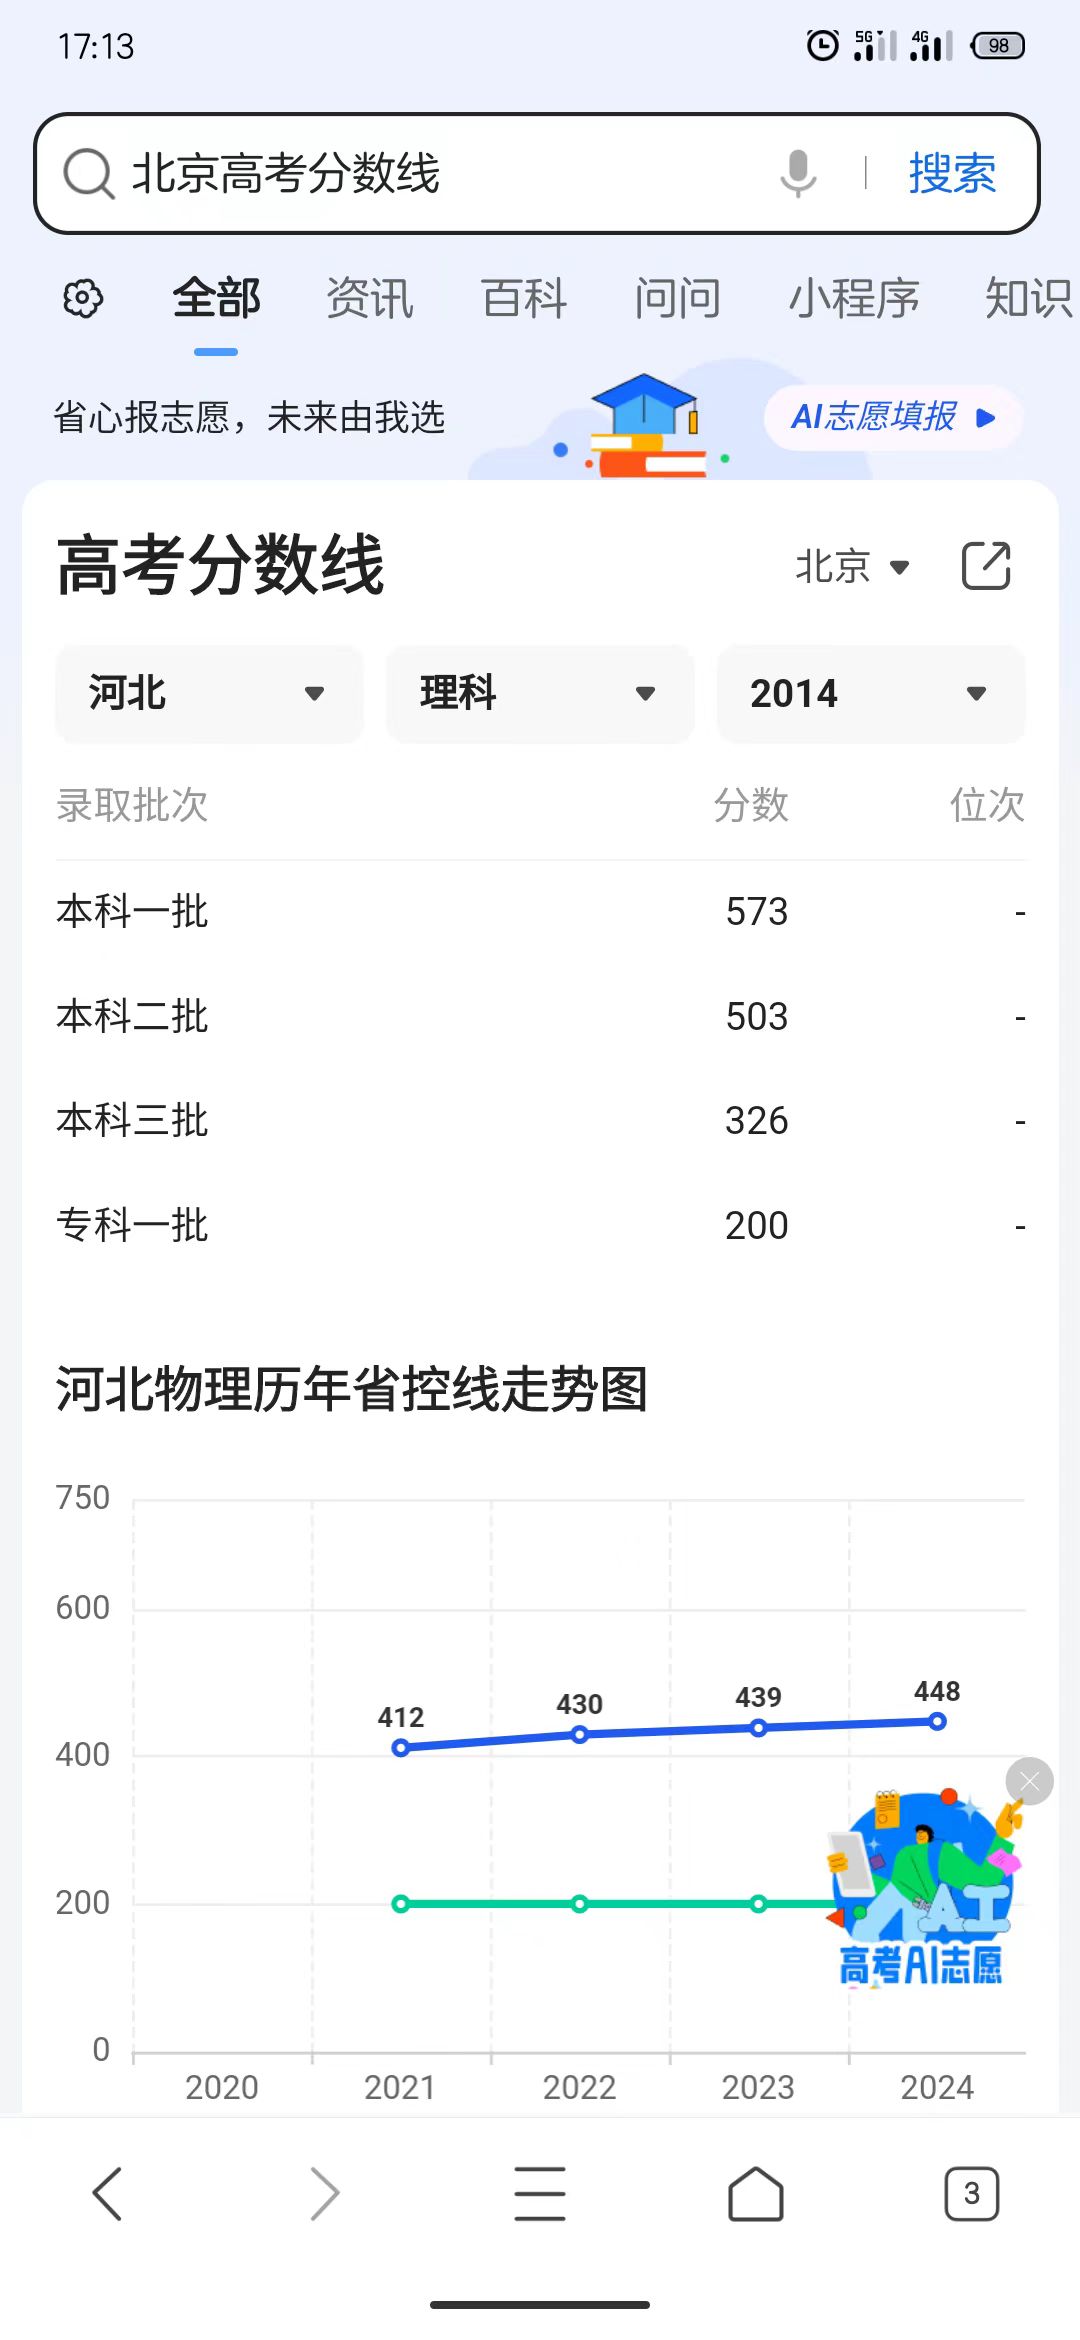 17:13
5G
4G
98
北京高考分数线
搜索
全部
资讯
百科
问问
小程序
知识
省心报志愿，未来由我选
AI志愿填报
高考分数线
北京
河北
理科
2014
录取批次 分数 位次
本科一批 573 -
本科二批 503 -
本科三批 326 -
专科一批 200 -
河北物理历年省控线走势图
750
600
412
430
439
448
400
200
AI
高考AI志愿
0
2020 2021 2022 2023 2024
3